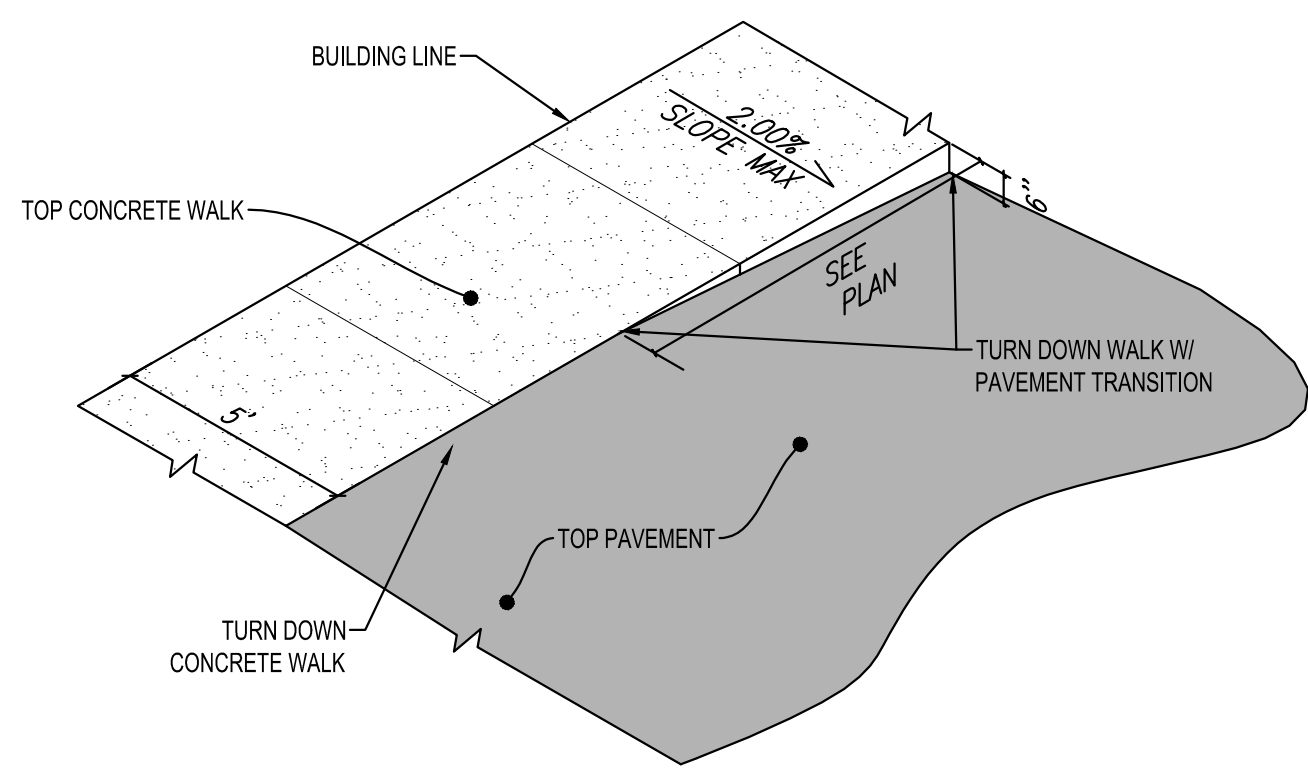 BUILDING LINE
2.00%
SLOPE MAX
TOP CONCRETE WALK
6"
SEE
PLAN
TURN DOWN WALK W/
PAVEMENT TRANSITION
5'
TOP PAVEMENT
TURN DOWN
CONCRETE WALK